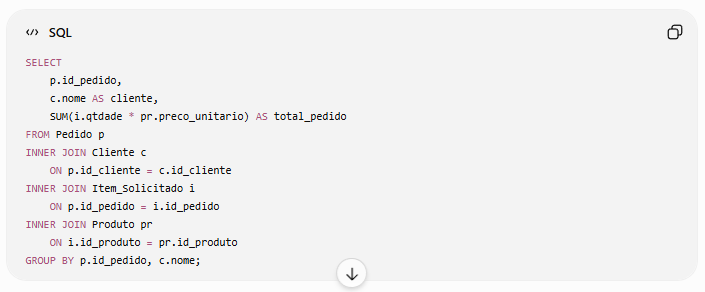 SQL
SELECT
p.id_pedido,
c.nome AS cliente,
SUM(i.qtdade * pr.preco_unitario) AS total_pedido
FROM Pedido p
INNER JOIN Cliente c
ON p.id_cliente = c.id_cliente
INNER JOIN Item_Solicitado i
ON p.id_pedido = i.id_pedido
INNER JOIN Produto pr
ON i.id_produto = pr.id_produto
GROUP BY p.id_pedido, c.nome;